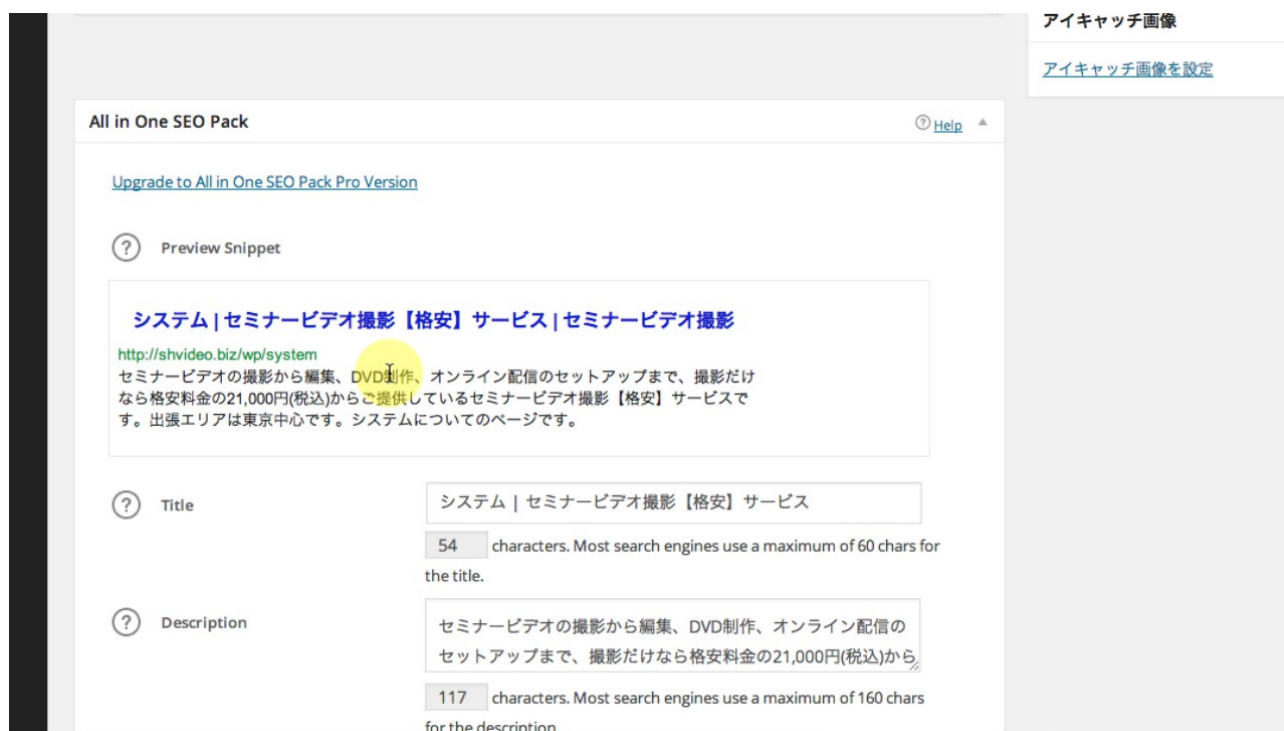 アイキャッチ画像
アイキャッチ画像を設定
All in One SEO Pack
Help
Upgrade to All in One SEO Pack Pro Version
? Preview Snippet
システム | セミナービデオ撮影【格安】サービス | セミナービデオ撮影
http://shvideo.biz/wp/system
セミナービデオの撮影から編集、DVD制作、オンライン配信のセットアップまで、撮影だけ
なら格安料金の21,000円(税込)からご提供しているセミナービデオ撮影【格安】サービスで
す。出張エリアは東京中心です。システムについてのページです。
? Title
システム | セミナービデオ撮影【格安】サービス
54 characters. Most search engines use a maximum of 60 chars for
the title.
? Description
セミナービデオの撮影から編集、DVD制作、オンライン配信の
セットアップまで、撮影だけなら格安料金の21,000円(税込)から
117 characters. Most search engines use a maximum of 160 chars
for the description.